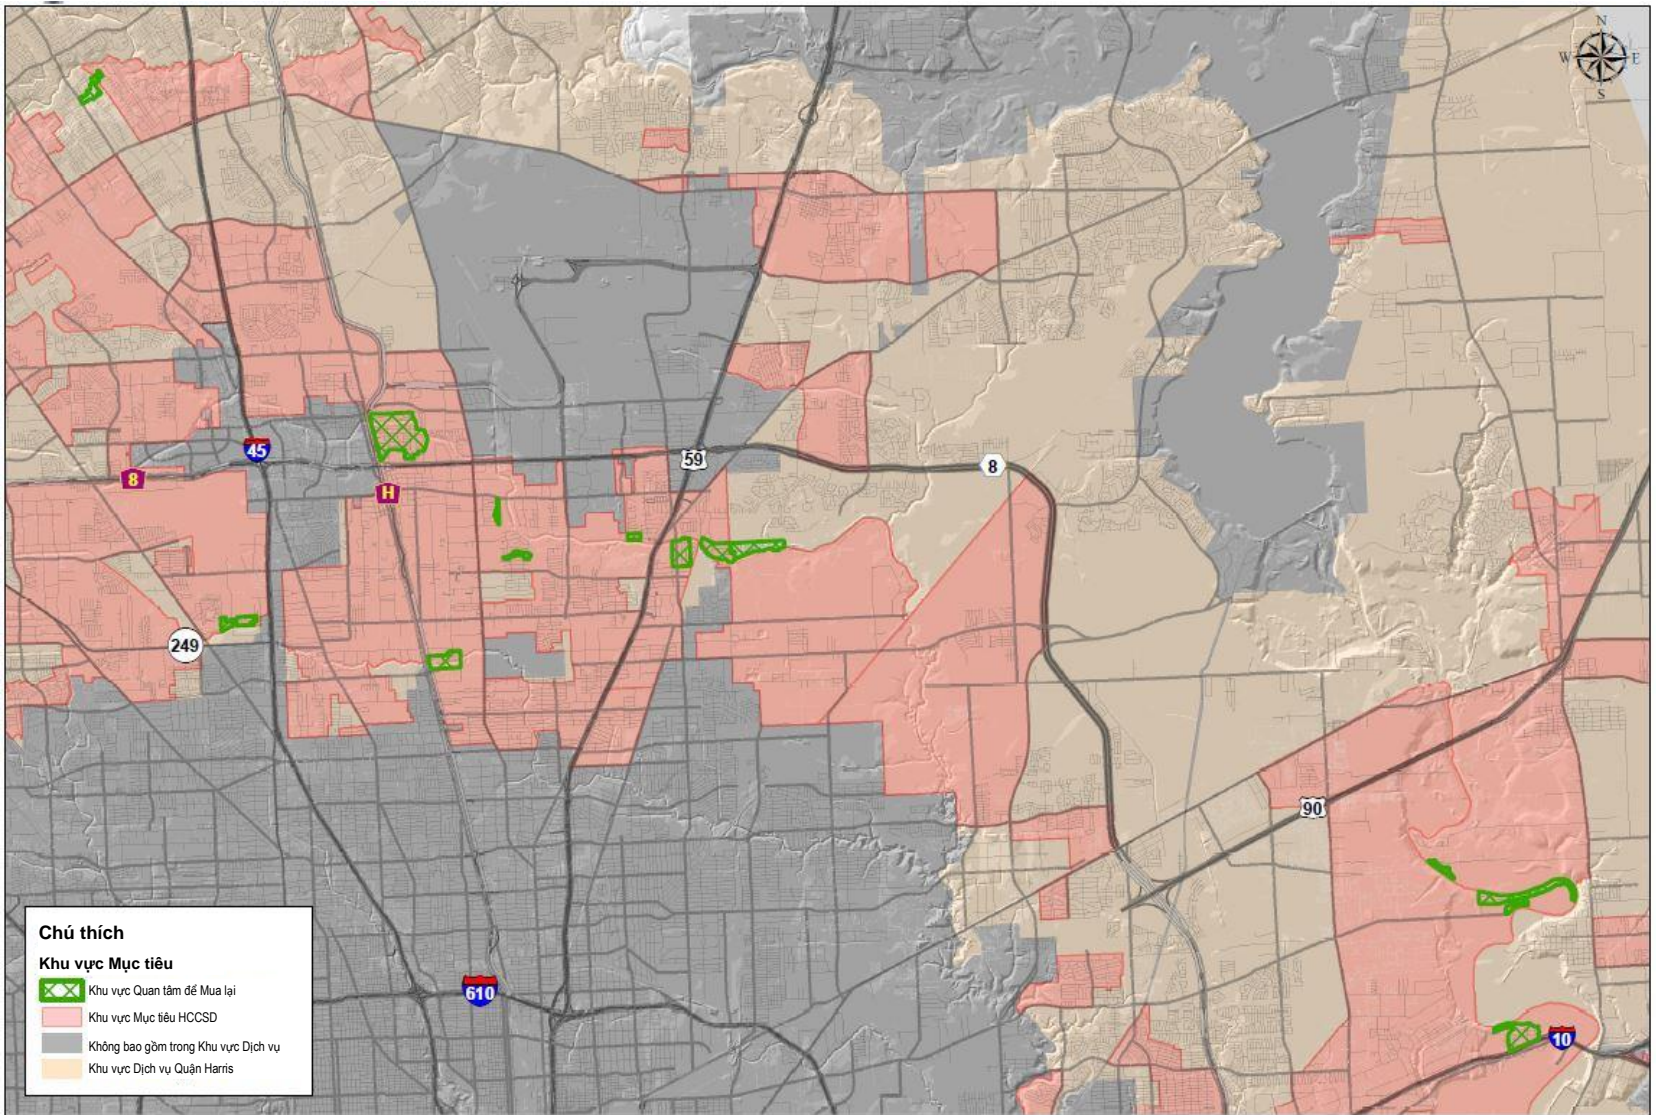 N
W E
S
45
8
H
59
8
249
90
610
10
Chú thích
Khu vực Mục tiêu
Khu vực Quan tâm để Mua lại
Khu vực Mục tiêu HCCSD
Không bao gồm trong Khu vực Dịch vụ
Khu vực Dịch vụ Quận Harris